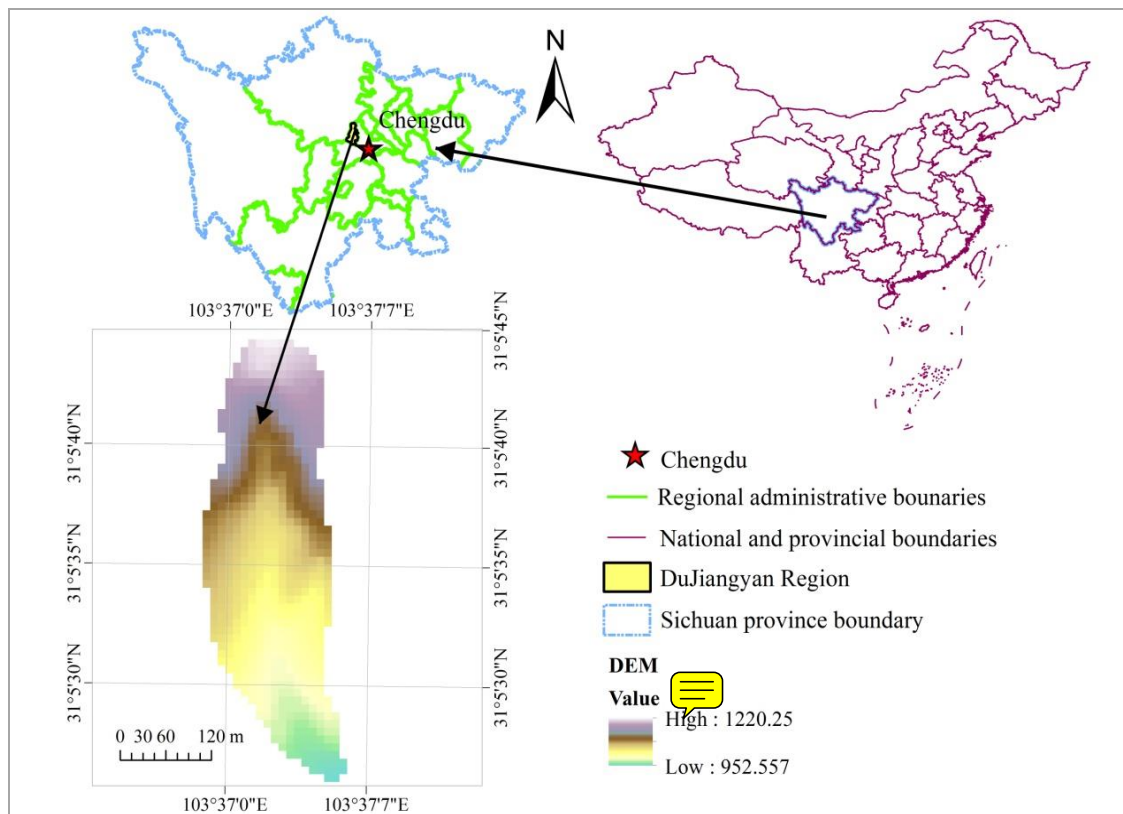 N
Chengdu
103°37'0"E 103°37'7"E
31°5'45"N
31°5'40"N 31°5'40"N
31°5'35"N 31°5'35"N
31°5'30"N 31°5'30"N
0 30 60 120 m
103°37'0"E 103°37'7"E
Chengdu
Regional administrative bounaries
National and provincial boundaries
DuJiangyan Region
Sichuan province boundary
DEM
Value
High : 1220.25
Low : 952.557